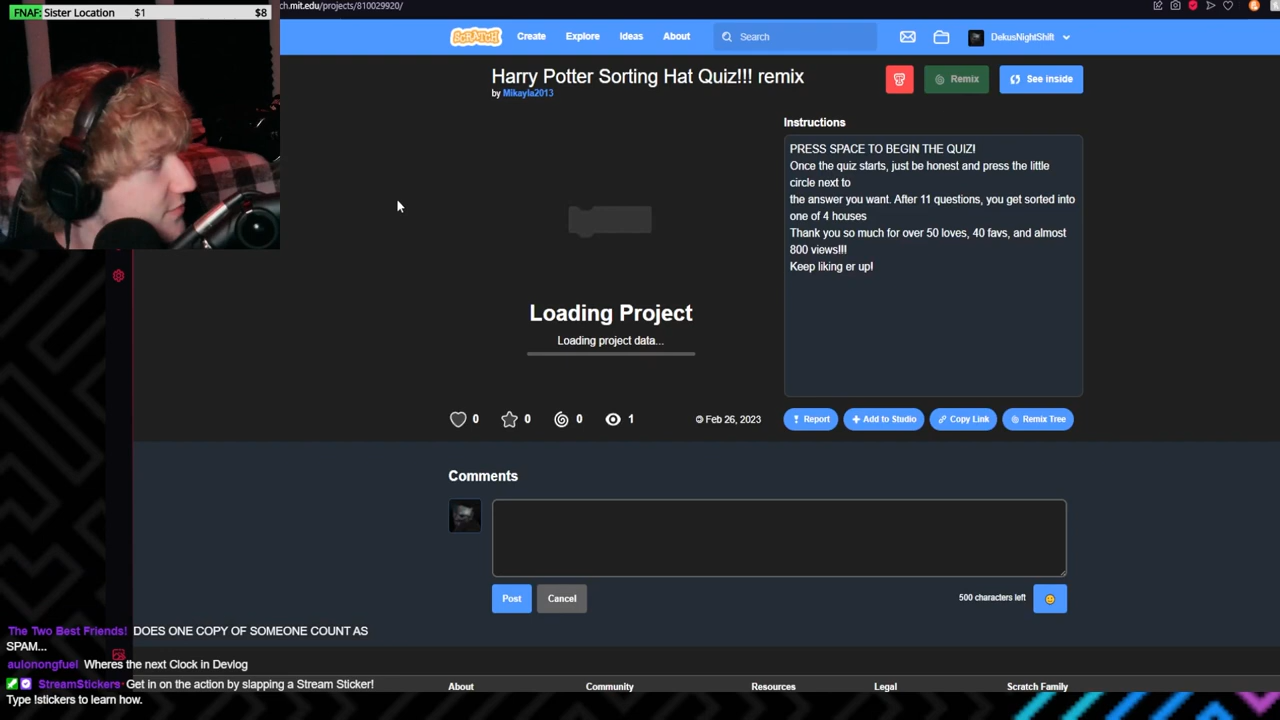 FNAF: Sister Location $1 $8
ch.mit.edu/projects/810029920/
SCRATCH Create Explore Ideas About Search DekusNightShift
Harry Potter Sorting Hat Quiz!!! remix
by Mikayla2013
Remix See inside
Instructions
PRESS SPACE TO BEGIN THE QUIZ!
Once the quiz starts, just be honest and press the little
circle next to
the answer you want. After 11 questions, you get sorted into
one of 4 houses
Thank you so much for over 50 loves, 40 favs, and almost
800 views!!!
Keep liking er up!
Loading Project
Loading project data...
0 0 0 1 © Feb 26, 2023 Report Add to Studio Copy Link Remix Tree
Comments
Post Cancel 500 characters left
The Two Best Friends! DOES ONE COPY OF SOMEONE COUNT AS
SPAM...
aulonongfuel Wheres the next Clock in Devlog
StreamStickers: Get in on the action by slapping a Stream Sticker!
Type !stickers to learn how.
About Community Resources Legal Scratch Family